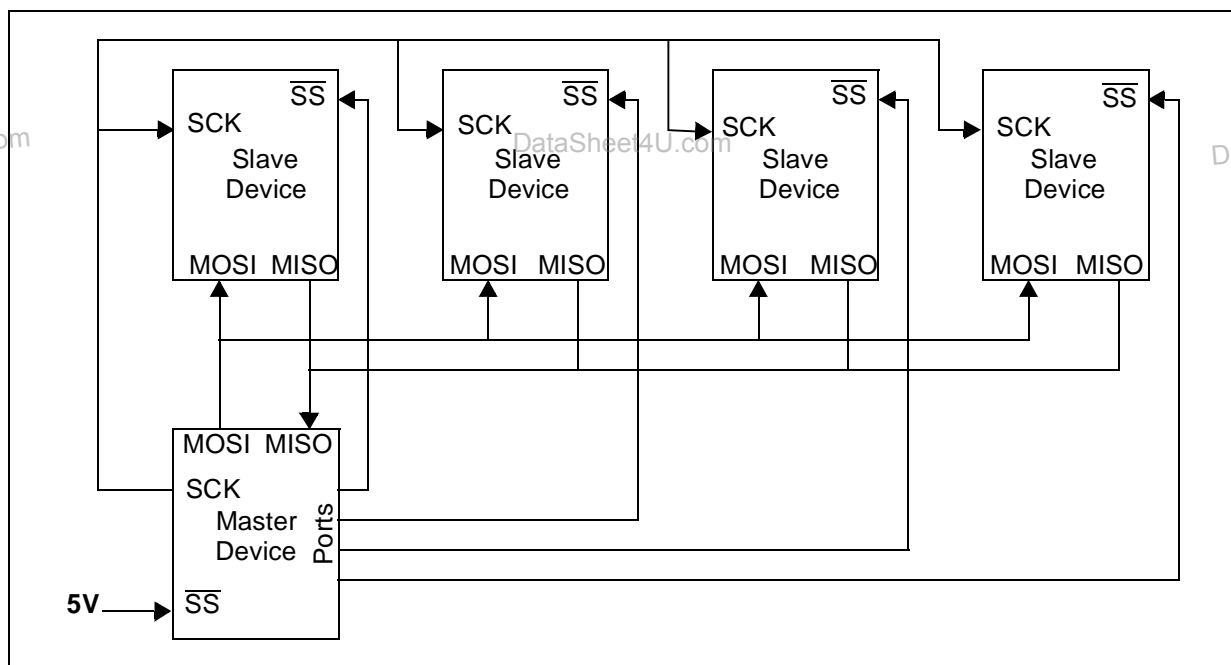 SS
SCK
Slave
Device
MOSI MISO
SS
SCK
Slave
Device
MOSI MISO
SS
SCK
Slave
Device
MOSI MISO
SS
SCK
Slave
Device
MOSI MISO
om
DataSheet4U.com
D
MOSI MISO
SCK
Master
Device
Ports
5V
SS